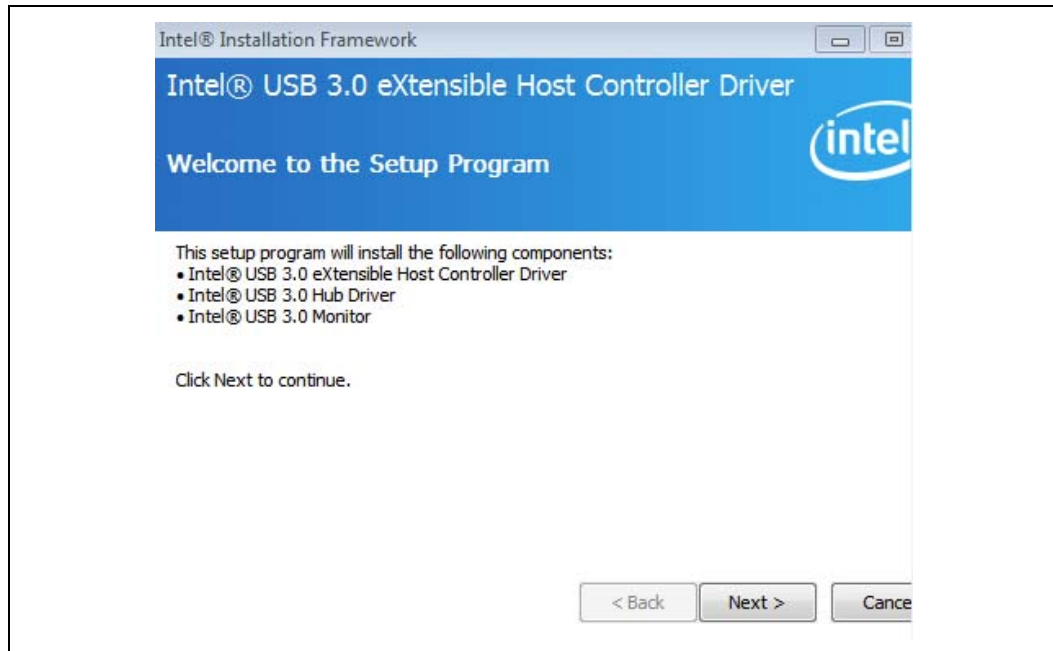 Intel® Installation Framework
Intel® USB 3.0 eXtensible Host Controller Driver
intel
Welcome to the Setup Program
This setup program will install the following components:
• Intel® USB 3.0 eXtensible Host Controller Driver
• Intel® USB 3.0 Hub Driver
• Intel® USB 3.0 Monitor
Click Next to continue.
< Back Next > Cance